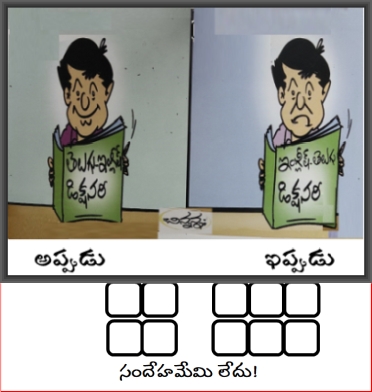 తెలుగు-ఇంగ్లీష్
డిక్షనరీ
ఇంగ్లీష్-తెలుగు
డిక్షనరీ
అప్పుడు
ఇప్పుడు
సందేహమేమి లేదు!